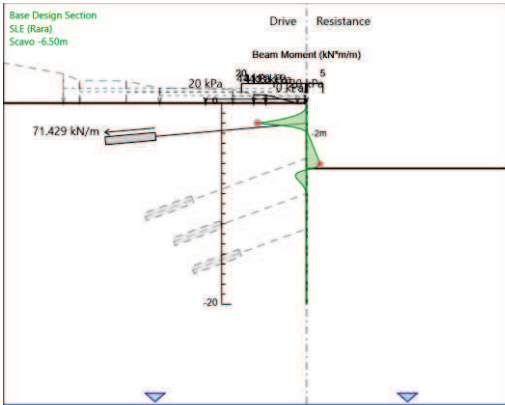 Base Design Section
SLE (Rara)
Scavo -6.50m
Drive Resistance
Beam Moment (kN*m/m)
20 5
20 kPa
0
71.429 kN/m
-2m
-20